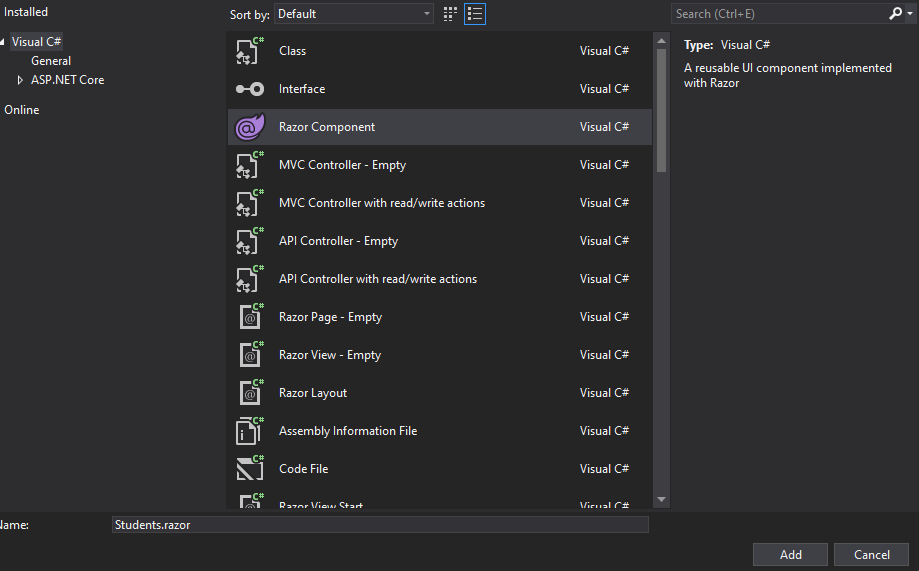 Installed
Sort by: Default
Search (Ctrl+E)
Visual C#
General
ASP.NET Core
Online
Class Visual C#
Interface Visual C#
Razor Component Visual C#
MVC Controller - Empty Visual C#
MVC Controller with read/write actions Visual C#
API Controller - Empty Visual C#
API Controller with read/write actions Visual C#
Razor Page - Empty Visual C#
Razor View - Empty Visual C#
Razor Layout Visual C#
Assembly Information File Visual C#
Code File Visual C#
Razor View Start Visual C#
Type: Visual C#
A reusable UI component implemented
with Razor
Name: Students.razor
Add Cancel